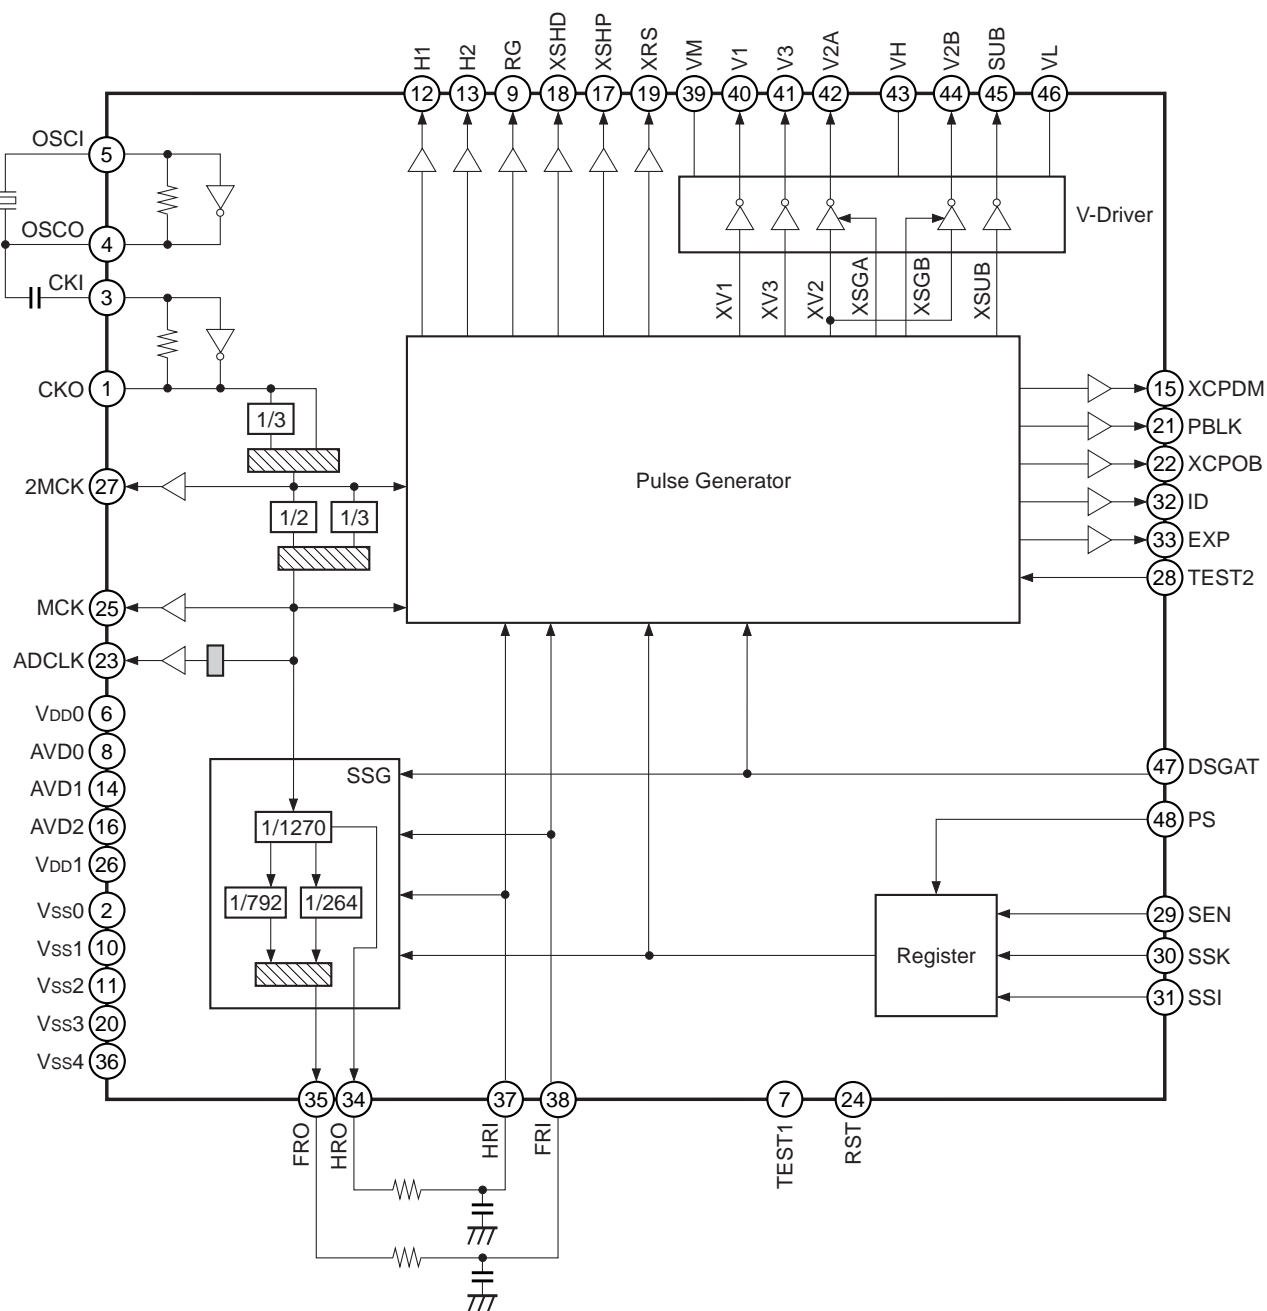 H1
H2
RG
XSHD
XSHP
XRS
VM
V1
V3
V2A
VH
V2B
SUB
VL
12
13
9
18
17
19
39
40
41
42
43
44
45
46
OSCI
5
OSCO
4
CKI
3
CKO
1
V-Driver
XV1
XV3
XV2
XSGA
XSGB
XSUB
1/3
2MCK
27
1/2
1/3
Pulse Generator
15
XCPDM
21
PBLK
22
XCPOB
32
ID
33
EXP
28
TEST2
MCK
25
ADCLK
23
VDD0
6
AVD0
8
AVD1
14
AVD2
16
VDD1
26
VSS0
2
VSS1
10
VSS2
11
VSS3
20
VSS4
36
SSG
1/1270
1/792
1/264
47
DSGAT
48
PS
Register
29
SEN
30
SSK
31
SSI
35
34
37
38
7
24
FRO
HRO
HRI
FRI
TEST1
RST